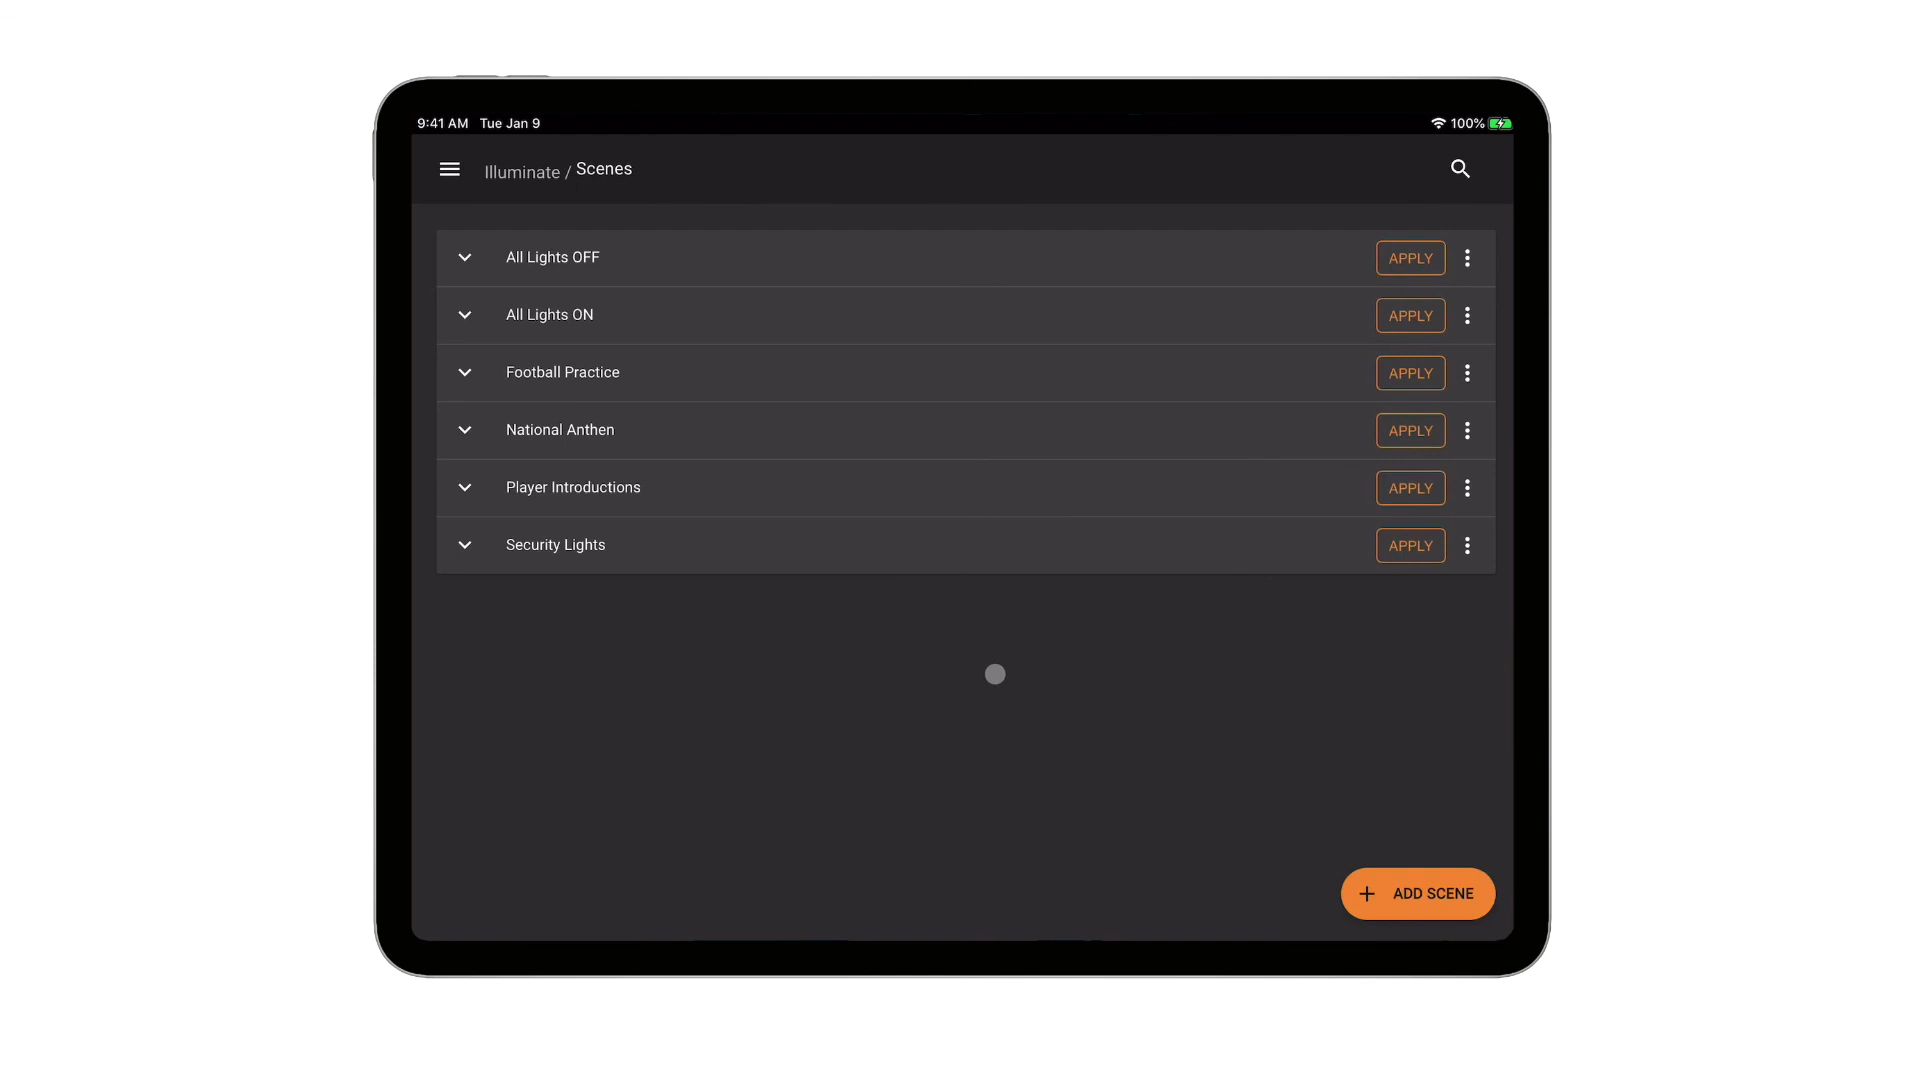 9:41 AM Tue Jan 9 100%
Illuminate / Scenes
All Lights OFF APPLY
All Lights ON APPLY
Football Practice APPLY
National Anthen APPLY
Player Introductions APPLY
Security Lights APPLY
+ ADD SCENE